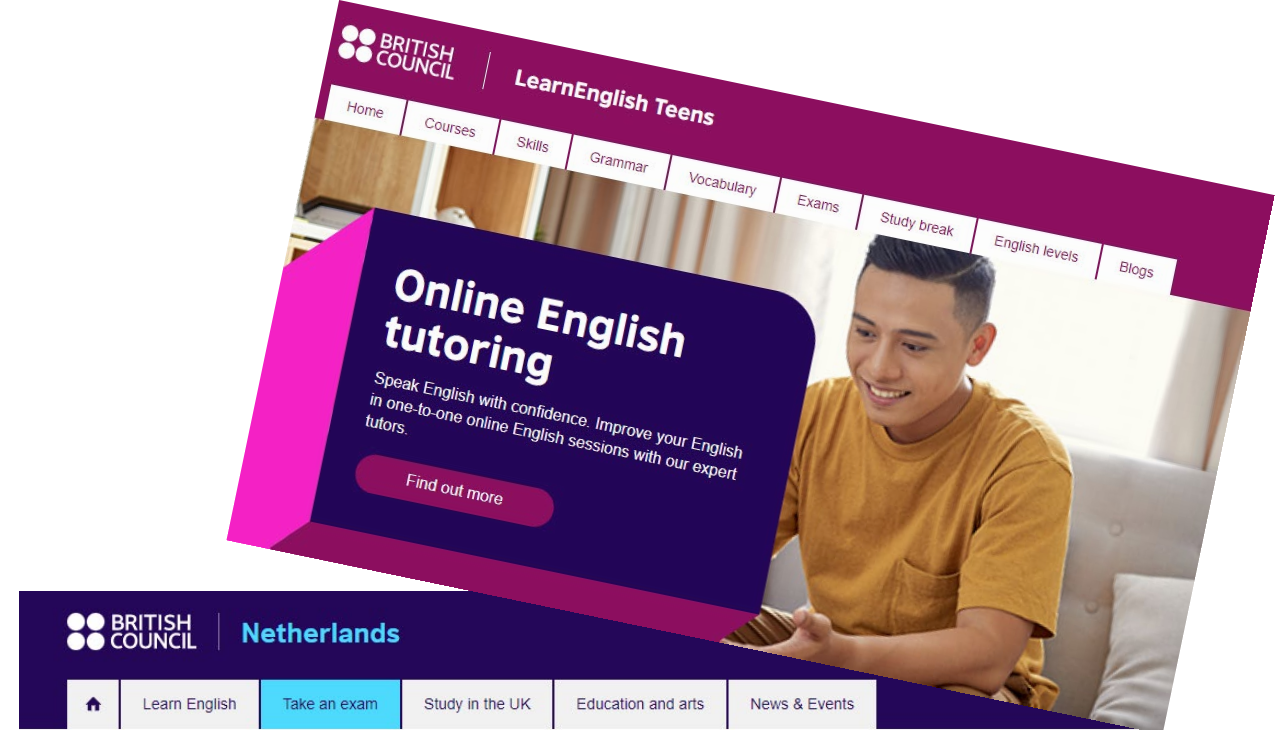 BRITISH
COUNCIL
LearnEnglish Teens
Home
Courses
Skills
Grammar
Vocabulary
Exams
Study break
English levels
Blogs
Online English
tutoring
Speak English with confidence. Improve your English
in one-to-one online English sessions with our expert
tutors.
Find out more
BRITISH
COUNCIL
Netherlands
Learn English
Take an exam
Study in the UK
Education and arts
News & Events